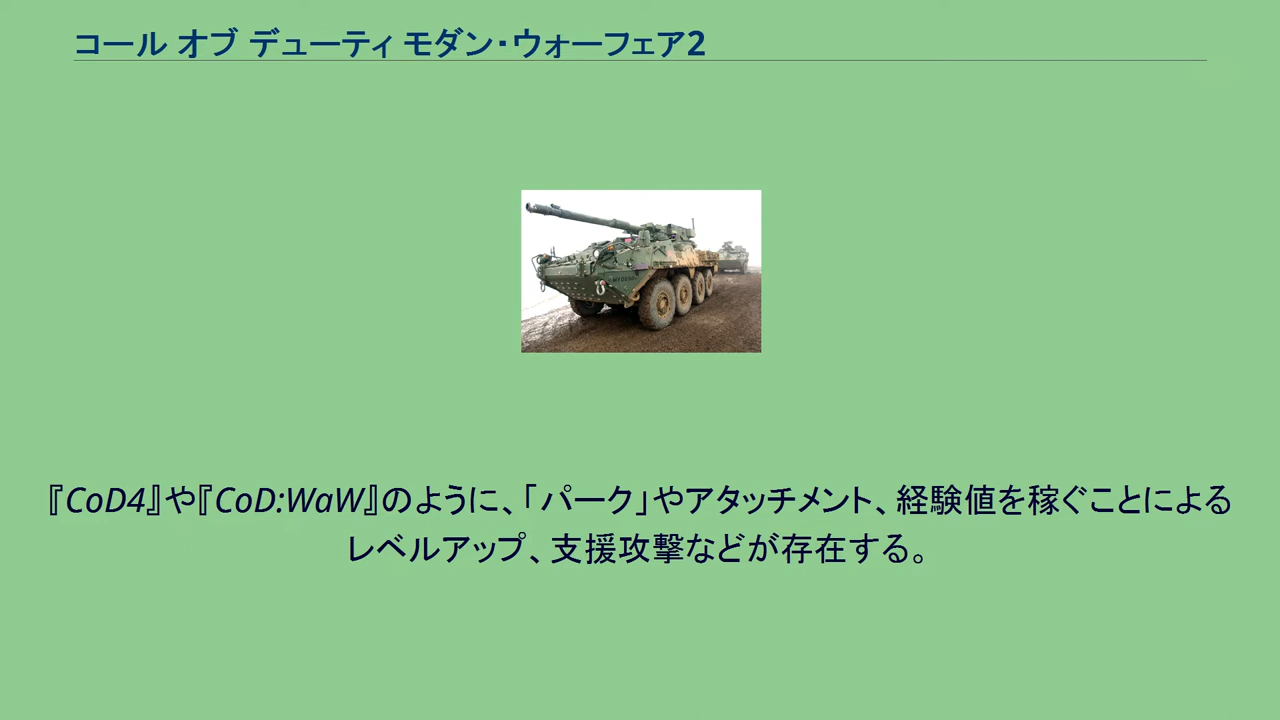 コール オブ デューティ モダン・ウォーフェア2
『CoD4』や『CoD:WaW』のように、「パーク」やアタッチメント、経験値を稼ぐことによる
レベルアップ、支援攻撃などが存在する。